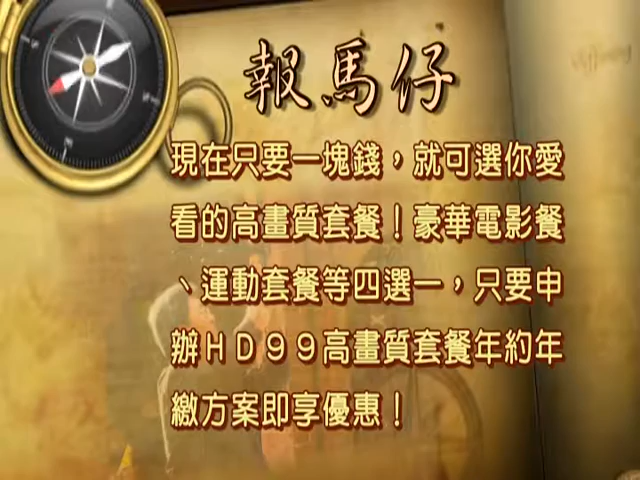 報馬仔
現在只要一塊錢，就可選你愛
看的高畫質套餐！豪華電影餐
、運動套餐等四選一，只要申
辦ＨＤ９９高畫質套餐年約年
繳方案即享優惠！